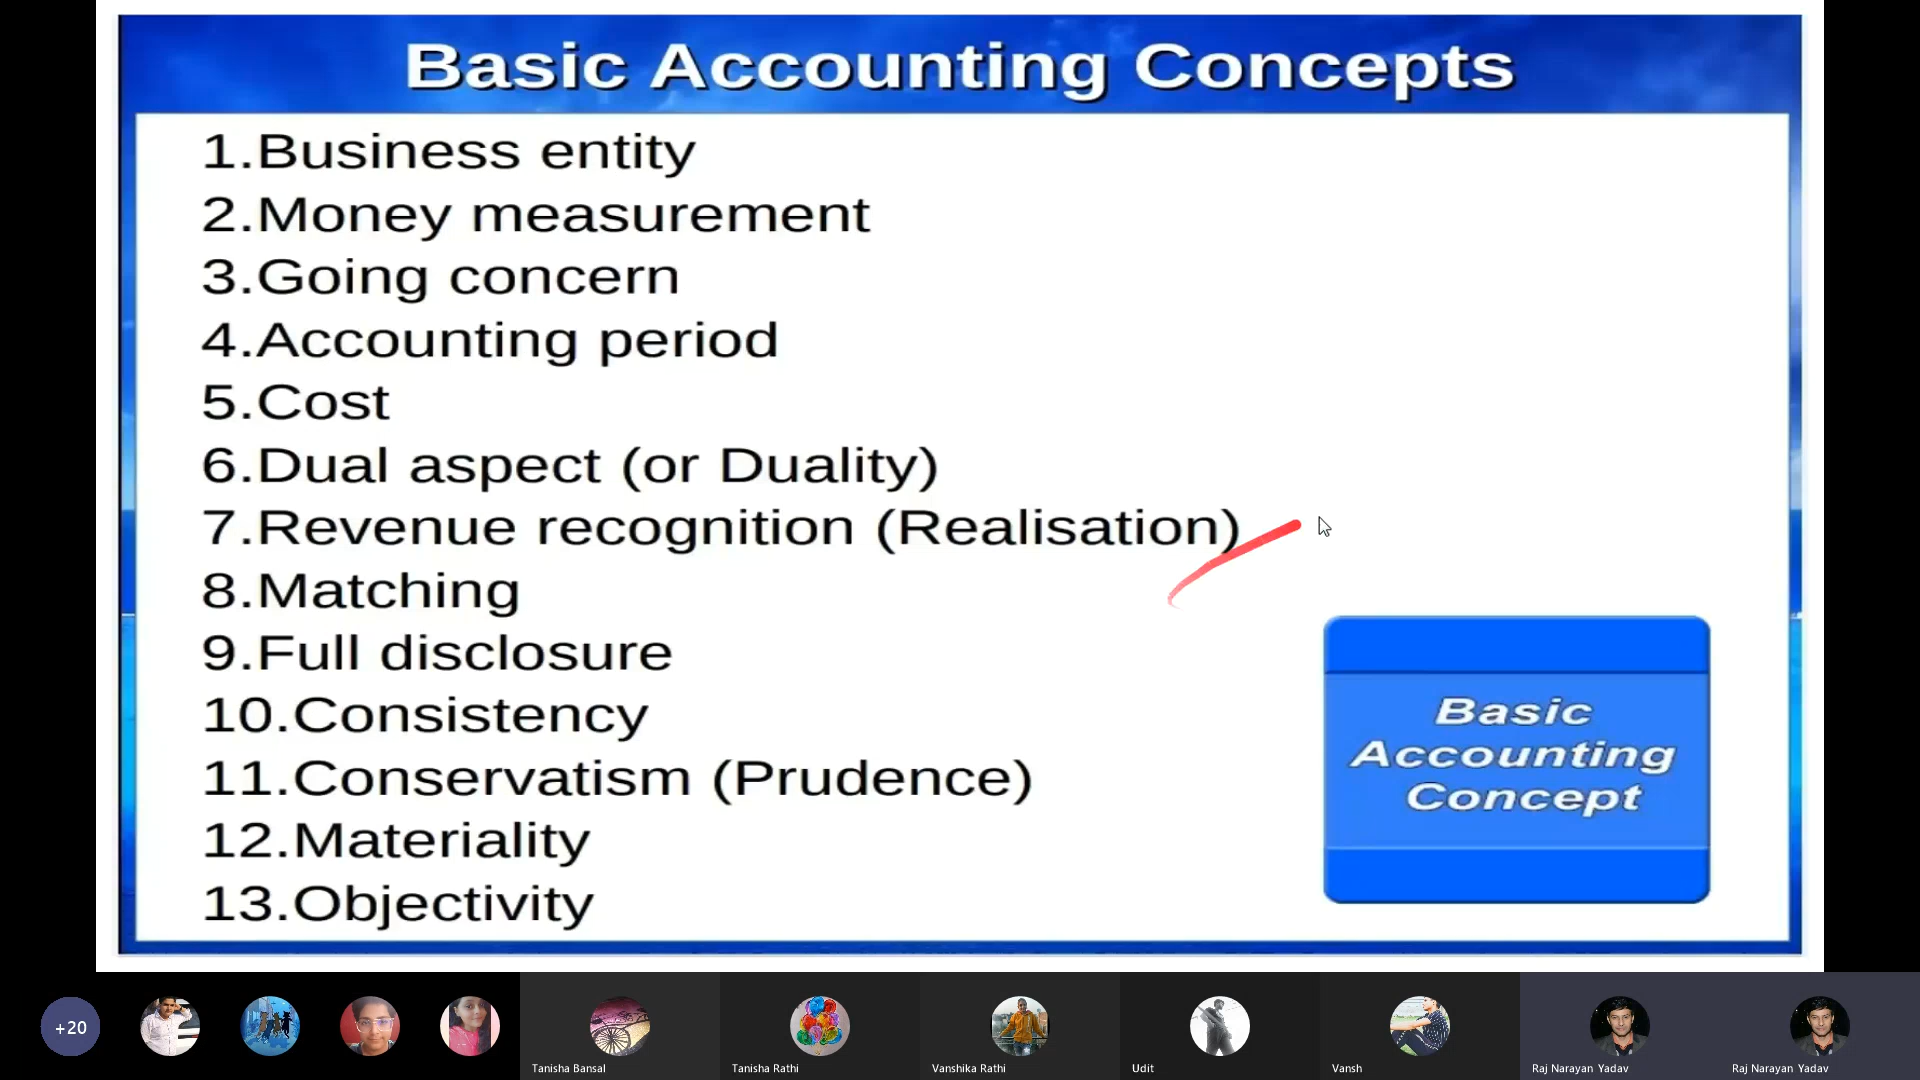 Basic Accounting Concepts
1.Business entity
2.Money measurement
3.Going concern
4.Accounting period
5.Cost
6.Dual aspect (or Duality)
7.Revenue recognition (Realisation)
8.Matching
9.Full disclosure
10.Consistency
11.Conservatism (Prudence)
12.Materiality
13.Objectivity
Basic
Accounting
Concept
+20
Tanisha Bansal
Tanisha Rathi
Vanshika Rathi
Udit
Vansh
Raj Narayan Yadav
Raj Narayan Yadav